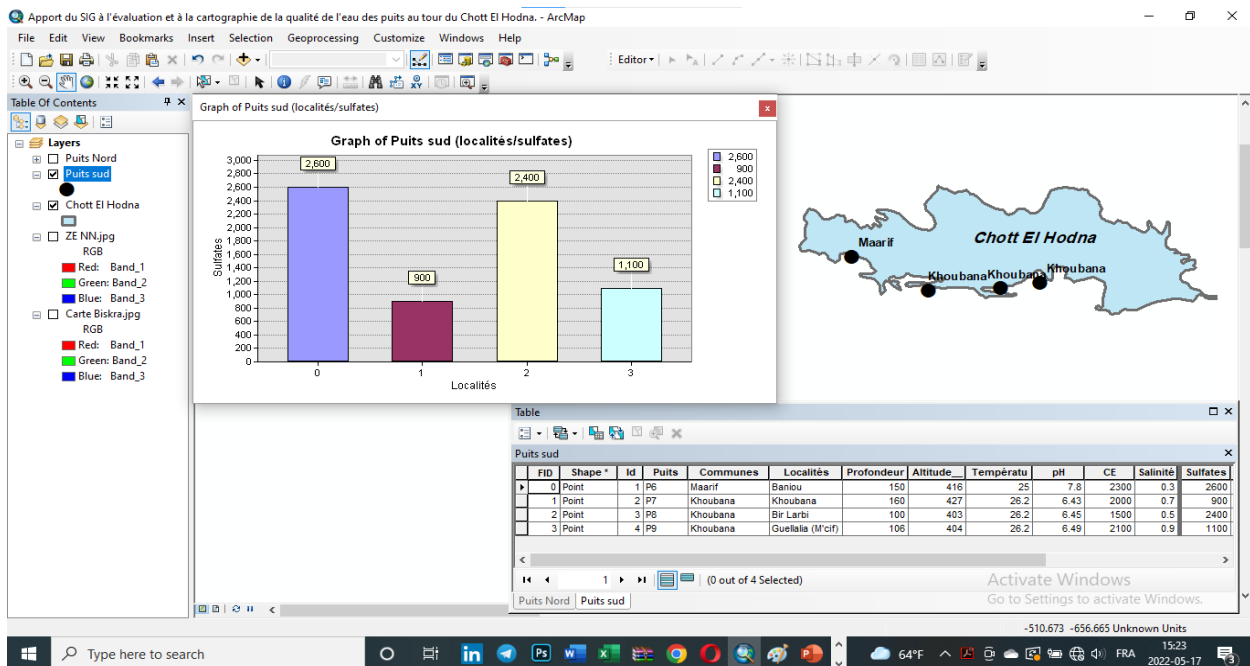 Apport du SIG à l'évaluation et à la cartographie de la qualité de l'eau des puits au tour du Chott El Hodna. - ArcMap
File Edit View Bookmarks Insert Selection Geoprocessing Customize Windows Help
Editor
Table Of Contents
Layers
Puits Nord
Puits sud
Chott El Hodna
ZE NN.jpg
RGB
Red: Band_1
Green: Band_2
Blue: Band_3
Carte Biskra.jpg
RGB
Red: Band_1
Green: Band_2
Blue: Band_3
Graph of Puits sud (localités/sulfates)
Graph of Puits sud (localités/sulfates)
3,000
2,800
2,600
2,400
2,200
2,000
1,800
1,600
1,400
1,200
1,000
800
600
400
200
0
Sulfates
2,600
900
2,400
1,100
0 1 2 3
Localités
2,600
900
2,400
1,100
Maarif
Chott El Hodna
Khoubana
Khoubana
Khoubana
Table
Puits sud
FID Shape * Id Puits Communes Localités Profondeur Altitude__ Températu pH CE Salinité Sulfates
0 Point 1 P6 Maarif Baniou 150 416 25 7.8 2300 0.3 2600
1 Point 2 P7 Khoubana Khoubana 160 427 26.2 6.43 2000 0.7 900
2 Point 3 P8 Khoubana Bir Larbi 100 403 26.2 6.45 1500 0.5 2400
3 Point 4 P9 Khoubana Guellalia (M'cif) 106 404 26.2 6.49 2100 0.9 1100
1 (0 out of 4 Selected)
Puits Nord Puits sud
Activate Windows
Go to Settings to activate Windows.
-510.673 -656.665 Unknown Units
Type here to search
64°F
FRA
15:23
2022-05-17
3